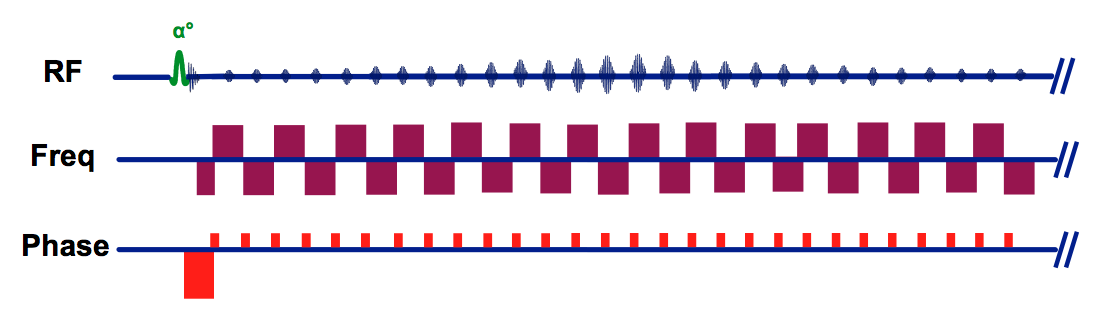 α°
RF
Freq
Phase